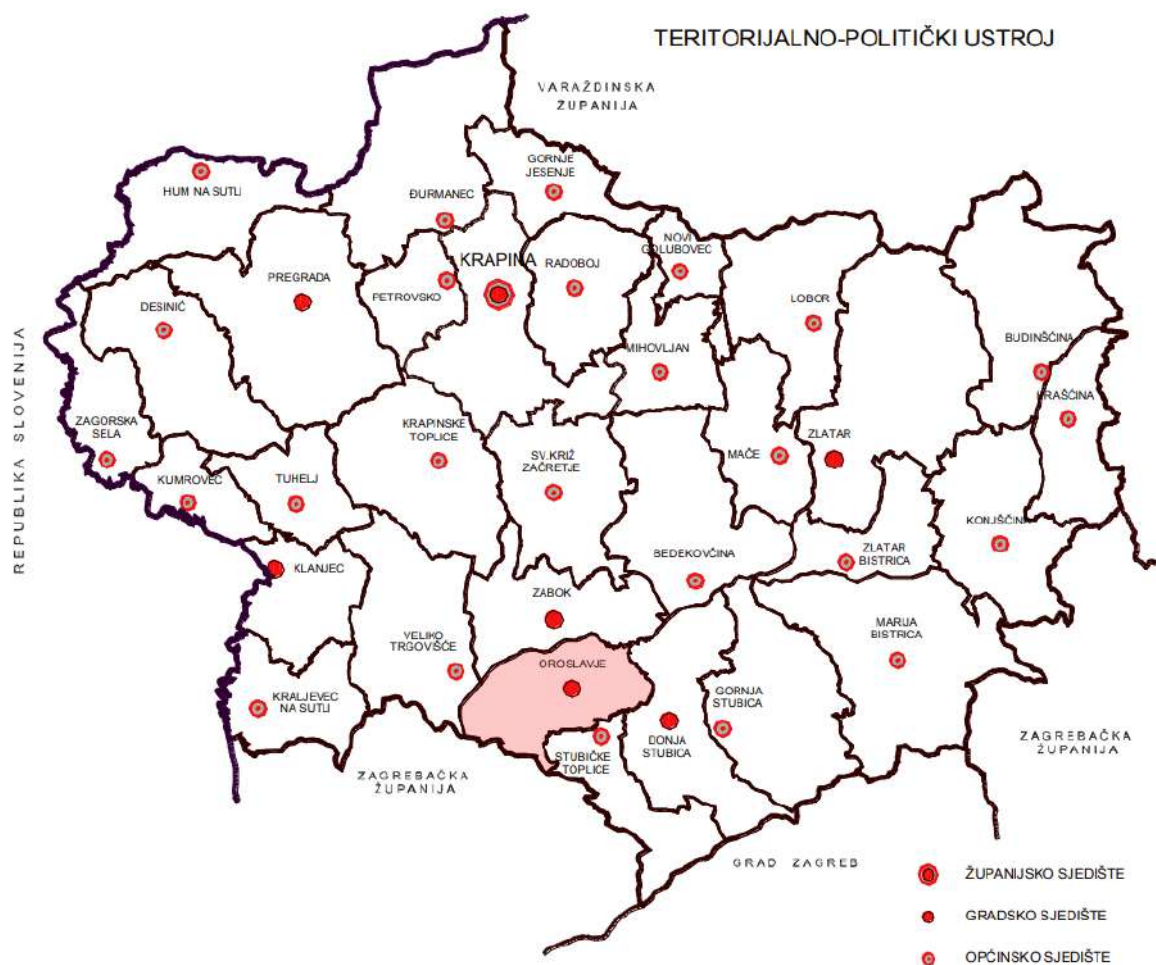 TERITORIJALNO-POLITIČKI USTROJ
VARAŽDINSKA
ŽUPANIJA
GORNJE
JESENJE
HUM NA SUTLI
ĐURMANEC
NOVI
GOLUBOVEC
KRAPINA
RADOBOJ
PREGRADA
PETROVSKO
LOBOR
DESINIĆ
BUDINŠČINA
MIHOVLJAN
HRAŠĆINA
REPUBLIKA SLOVENIJA
ZAGORSKA
SELA
KRAPINSKE
TOPLICE
ZLATAR
SV.KRIŽ
ZAČRETJE
MAČE
KUMROVEC
TUHELJ
KONJŠČINA
BEDEKOVČINA
ZLATAR
BISTRICA
KLANJEC
ZABOK
MARIJA
BISTRICA
VELIKO
TRGOVIŠĆE
OROSLAVJE
GORNJA
STUBICA
KRALJEVEC
NA SUTLI
DONJA
STUBICA
STUBIČKE
TOPLICE
ZAGREBAČKA
ŽUPANIJA
ZAGREBAČKA
ŽUPANIJA
GRAD ZAGREB
ŽUPANIJSKO SJEDIŠTE
GRADSKO SJEDIŠTE
OPĆINSKO SJEDIŠTE